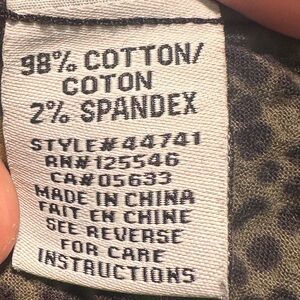 98% COTTON/
COTON
2% SPANDEX
STYLE# 44741
RN# 125546
CA# 05633
MADE IN CHINA
FAIT EN CHINE
SEE REVERSE
FOR CARE
INSTRUCTIONS